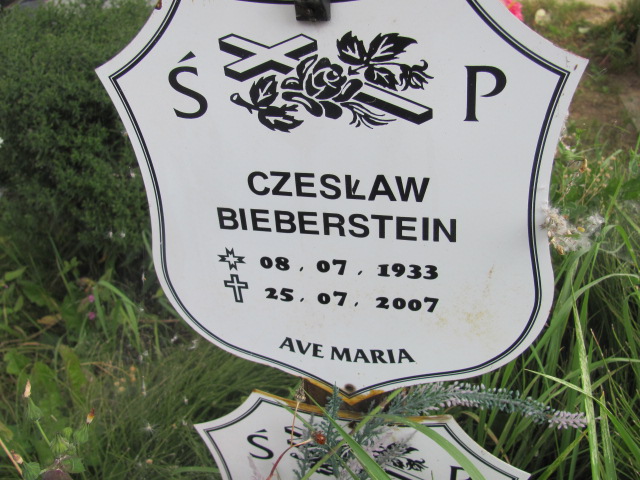 Ś P
CZESŁAW
BIEBERSTEIN
08. 07. 1933
25. 07. 2007
AVE MARIA
Ś P